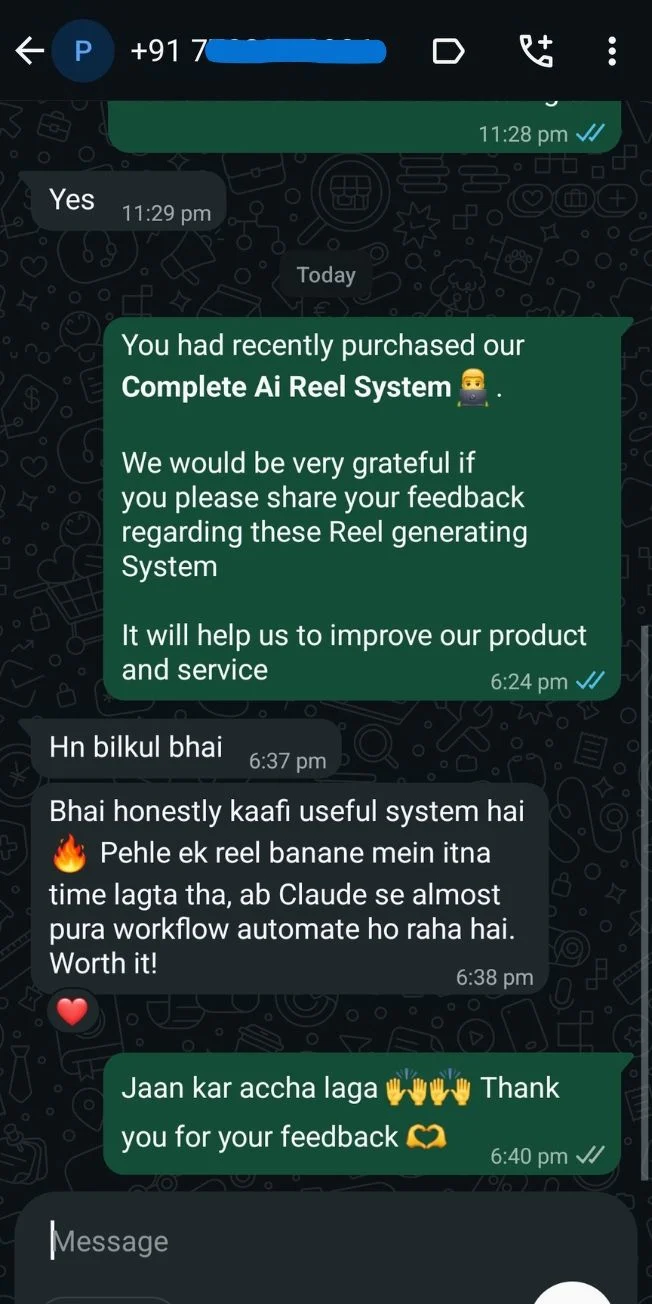 P +91 7
11:28 pm
Yes 11:29 pm
Today
You had recently purchased our
Complete Ai Reel System 👨‍💻 .
We would be very grateful if
you please share your feedback
regarding these Reel generating
System
It will help us to improve our product
and service 6:24 pm
Hn bilkul bhai 6:37 pm
Bhai honestly kaafi useful system hai
🔥 Pehle ek reel banane mein itna
time lagta tha, ab Claude se almost
pura workflow automate ho raha hai.
Worth it! 6:38 pm
❤️
Jaan kar accha laga 🙌🙌 Thank
you for your feedback 🫶 6:40 pm
Message